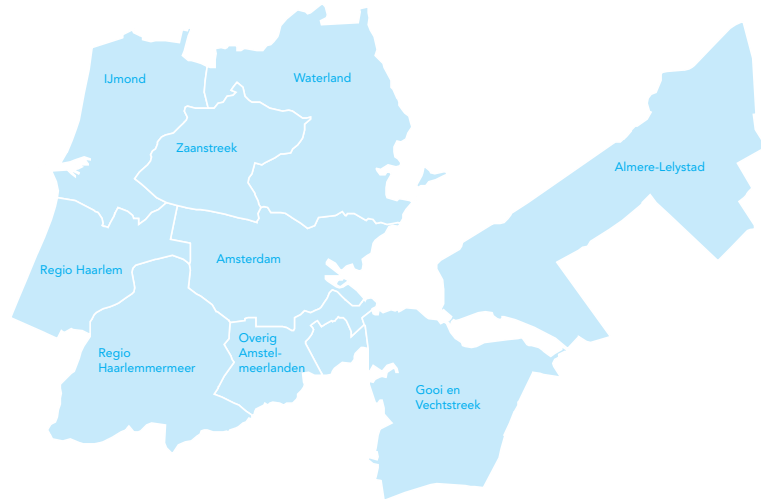 IJmond
Waterland
Zaanstreek
Almere-Lelystad
Amsterdam
Regio Haarlem
Overig
Amstel-
meerlanden
Regio
Haarlemmermeer
Gooi en
Vechtstreek